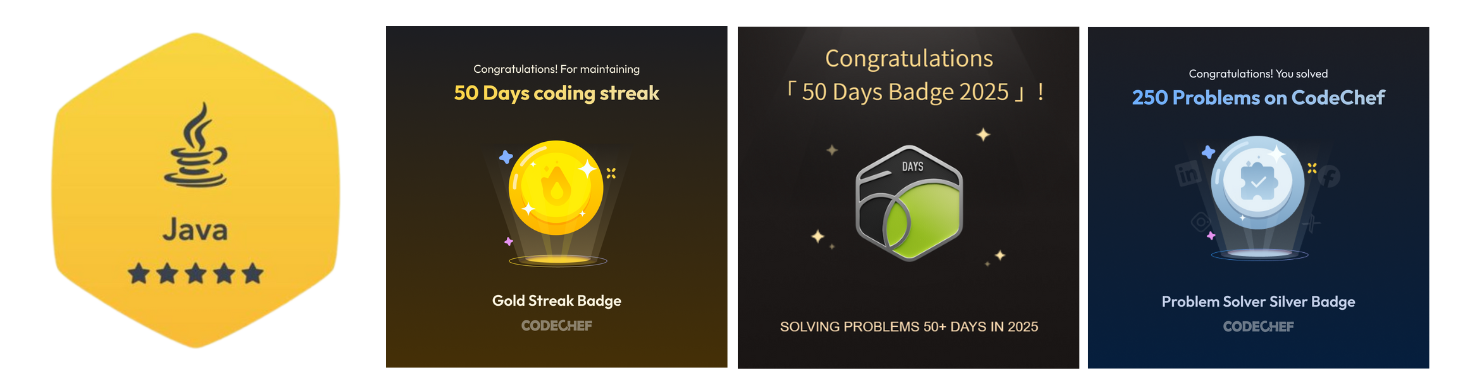 Java
Congratulations! For maintaining
50 Days coding streak
Gold Streak Badge
CODECHEF
Congratulations
「 50 Days Badge 2025 」!
DAYS
SOLVING PROBLEMS 50+ DAYS IN 2025
Congratulations! You solved
250 Problems on CodeChef
in
Problem Solver Silver Badge
CODECHEF